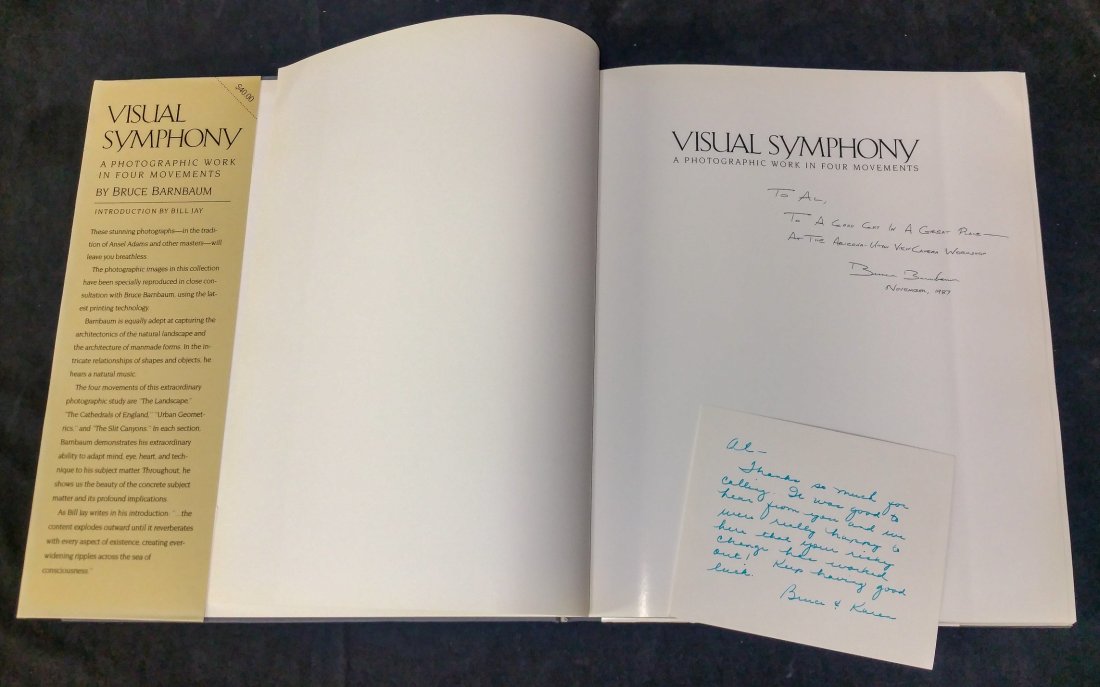 $40.00
VISUAL
SYMPHONY
A PHOTOGRAPHIC WORK
IN FOUR MOVEMENTS
BY BRUCE BARNBAUM
INTRODUCTION BY BILL JAY
These stunning photographs—in the tradi-
tion of Ansel Adams and other masters—will
leave you breathless.
The photographic images in this collection
have been specially reproduced in close con-
sultation with Bruce Barnbaum, using the lat-
est printing technology.
Barnbaum is equally adept at capturing the
architectonics of the natural landscape and
the architecture of manmade forms. In the in-
tricate relationships of shapes and objects, he
hears a natural music.
The four movements of this extraordinary
photographic study are "The Landscape,"
"The Cathedrals of England," "Urban Geomet-
rics," and "The Slit Canyons." In each section,
Barnbaum demonstrates his extraordinary
ability to adapt mind, eye, heart, and tech-
nique to his subject matter. Throughout, he
shows us the beauty of the concrete subject
matter and its profound implications.
As Bill Jay writes in his introduction: "...the
content explodes outward until it reverberates
with every aspect of existence, creating ever-
widening ripples across the sea of
consciousness."
VISUAL SYMPHONY
A PHOTOGRAPHIC WORK IN FOUR MOVEMENTS
To Al,
To A Good Guy In A Great Place—
At The Arizona-Utah View Camera Workshop
Bruce Barnbaum
November, 1987
Al—
Thanks so much for
calling. It was good to
hear from you and we
were really happy to
here that your risky
change has worked
out! Keep having good
luck.
Bruce & Karen